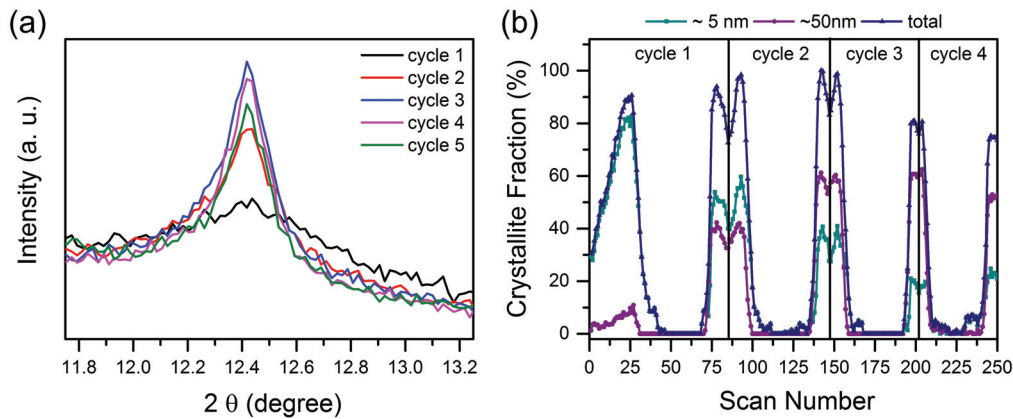 (a)
Intensity (a. u.)
cycle 1
cycle 2
cycle 3
cycle 4
cycle 5
11.8 12.0 12.2 12.4 12.6 12.8 13.0 13.2
2 θ (degree)
(b)
~ 5 nm ~50nm total
cycle 1 cycle 2 cycle 3 cycle 4
Crystallite Fraction (%)
100
80
60
40
20
0
0 25 50 75 100 125 150 175 200 225 250
Scan Number